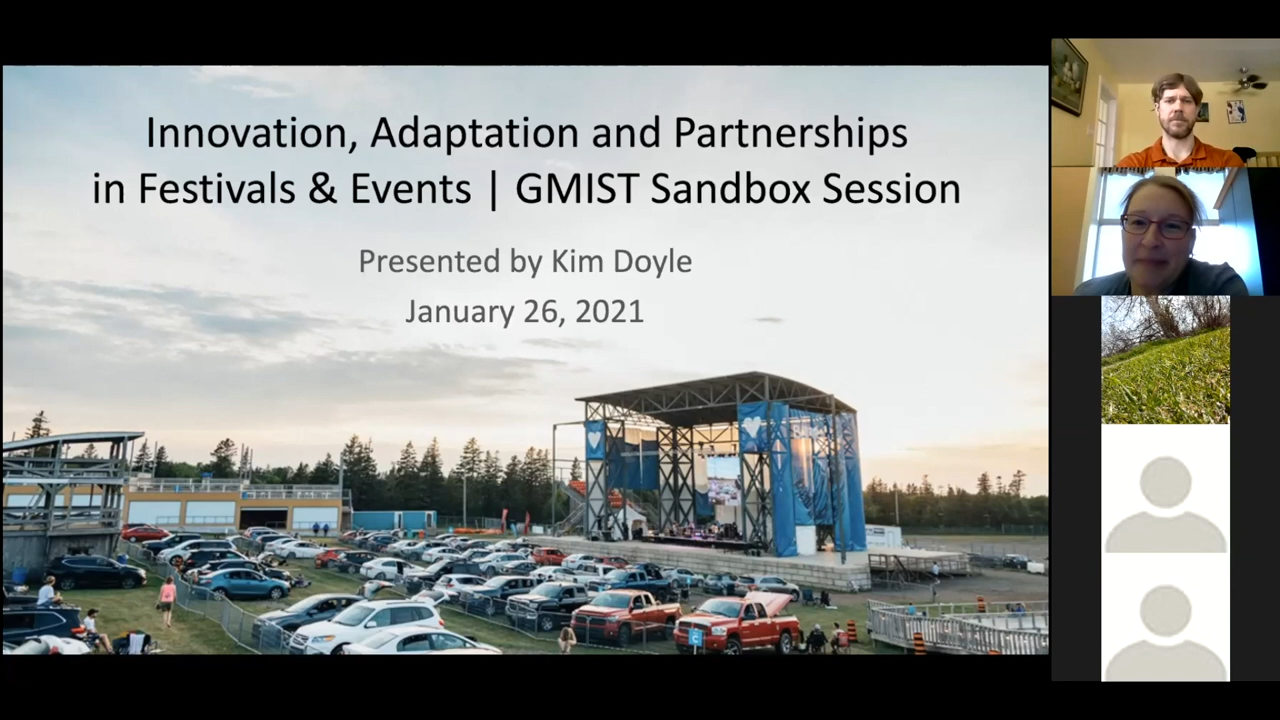 Innovation, Adaptation and Partnerships
in Festivals & Events | GMIST Sandbox Session
Presented by Kim Doyle
January 26, 2021
C